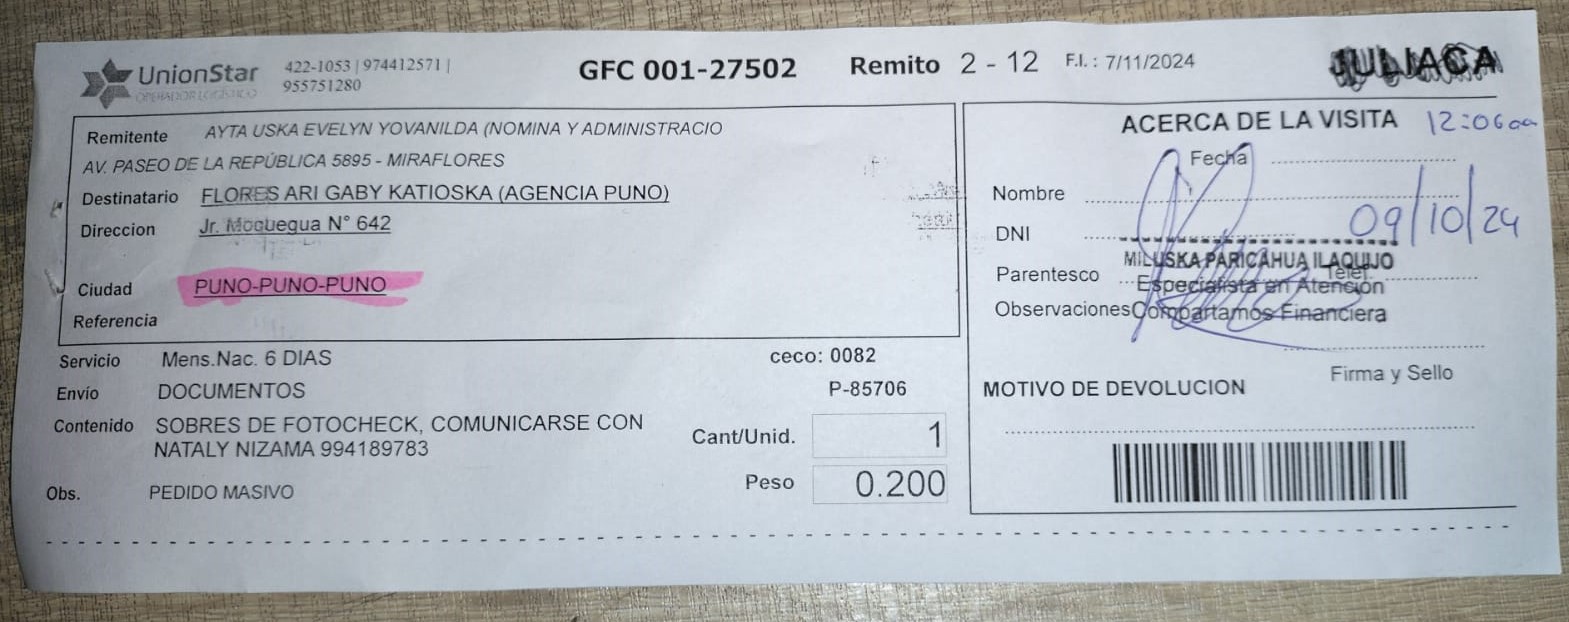 UnionStar
OPERADOR LOGÍSTICO
422-1053 | 974412571 |
955751280
GFC 001-27502
Remito 2 - 12
F.I. : 7/11/2024
JULIACA
Remitente AYTA USKA EVELYN YOVANILDA (NOMINA Y ADMINISTRACIO
AV. PASEO DE LA REPÚBLICA 5895 - MIRAFLORES
Destinatario FLORES ARI GABY KATIOSKA (AGENCIA PUNO)
Direccion Jr. Moquegua N° 642
Ciudad PUNO-PUNO-PUNO
Referencia
Servicio Mens.Nac. 6 DIAS
ceco: 0082
Envío DOCUMENTOS
P-85706
Contenido SOBRES DE FOTOCHECK, COMUNICARSE CON
NATALY NIZAMA 994189783
Cant/Unid. 1
Peso 0.200
Obs. PEDIDO MASIVO
ACERCA DE LA VISITA
Fecha
Nombre
DNI
09/10/24
MILUSKA PARICAHUA ILAQUIJO
Parentesco
Telef.
Especialista en Atención
Observaciones
Compartamos Financiera
Firma y Sello
MOTIVO DE DEVOLUCION